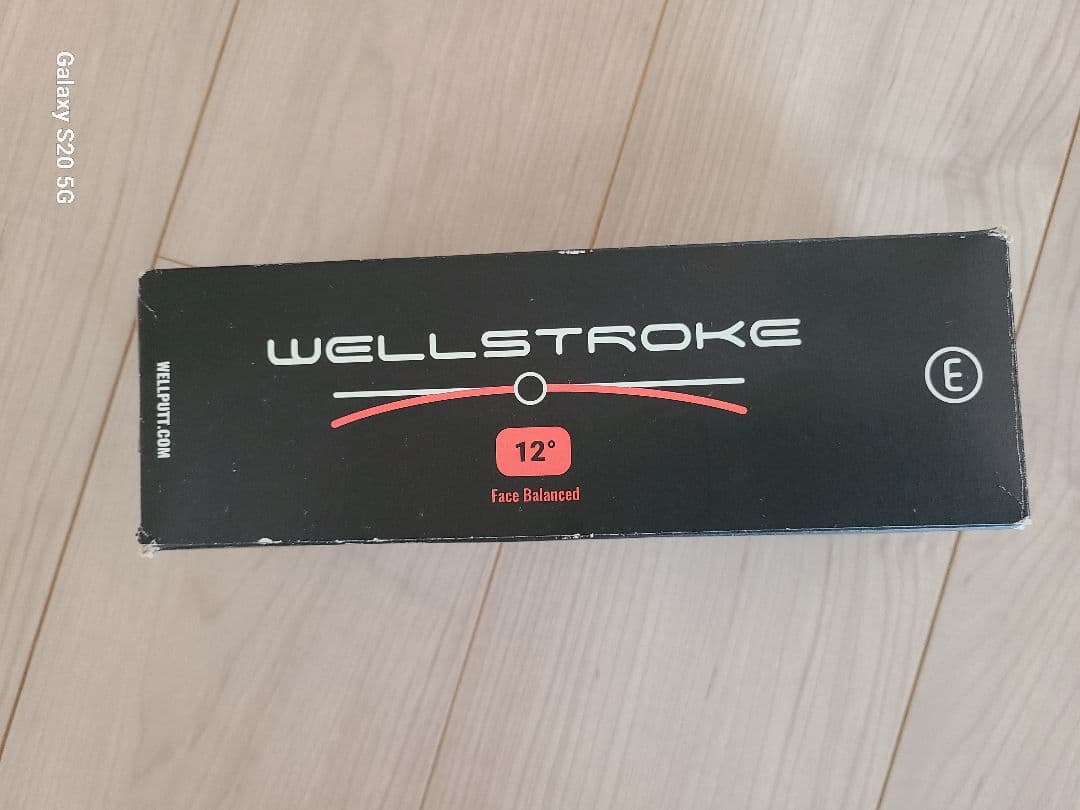 Galaxy S20 5G
WELLPUTT.COM
WELLSTROKE
12°
Face Balanced